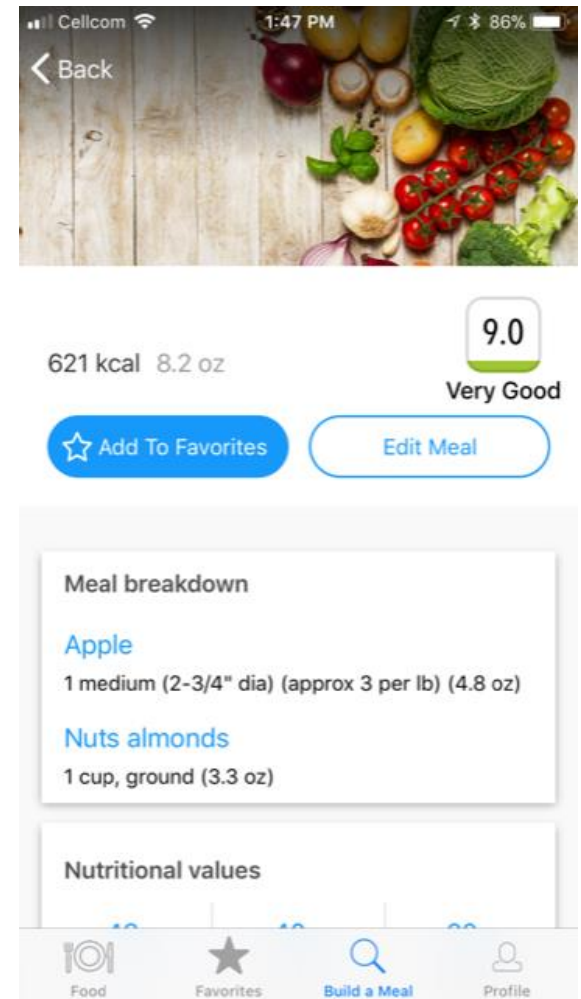 Cellcom 1:47 PM 86%
Back
9.0
621 kcal 8.2 oz
Very Good
Add To Favorites Edit Meal
Meal breakdown
Apple
1 medium (2-3/4" dia) (approx 3 per lb) (4.8 oz)
Nuts almonds
1 cup, ground (3.3 oz)
Nutritional values
Food Favorites Build a Meal Profile